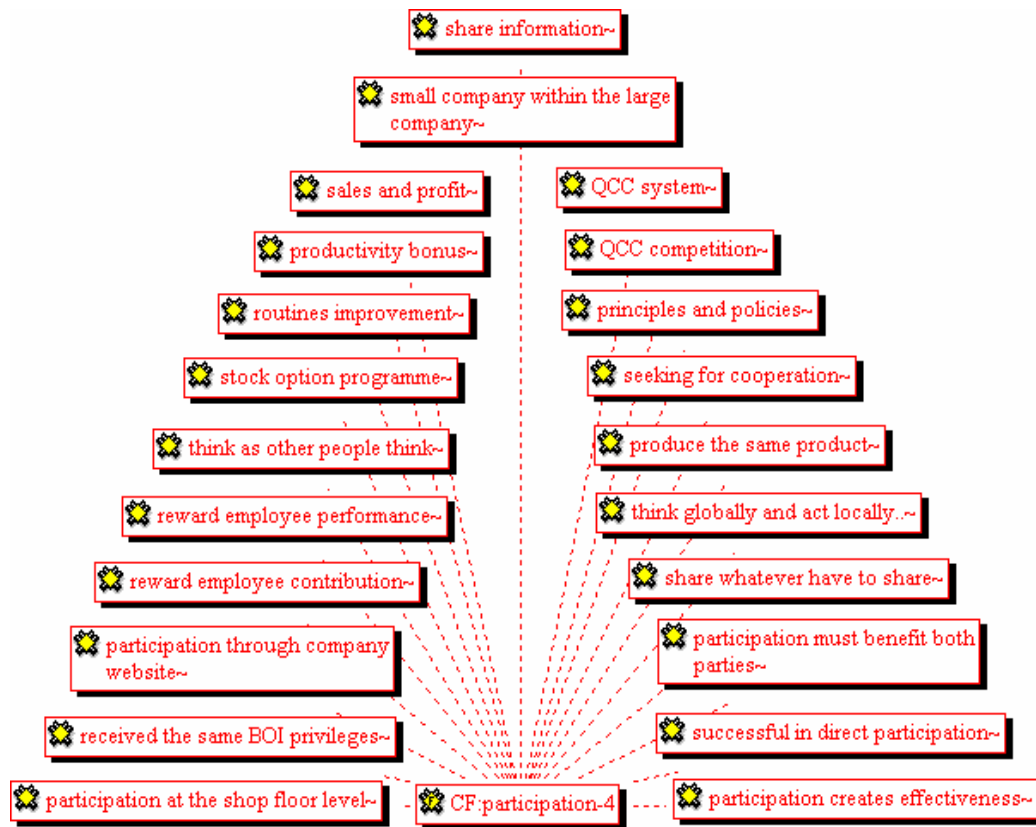 share information~
small company within the large
company~
sales and profit~
QCC system~
productivity bonus~
QCC competition~
routines improvement~
principles and policies~
stock option programme~
seeking for cooperation~
think as other people think~
produce the same product~
reward employee performance~
think globally and act locally..~
reward employee contribution~
share whatever have to share~
participation through company
website~
participation must benefit both
parties~
received the same BOI privileges~
successful in direct participation~
participation at the shop floor level~
F CF:participation-4
participation creates effectiveness~